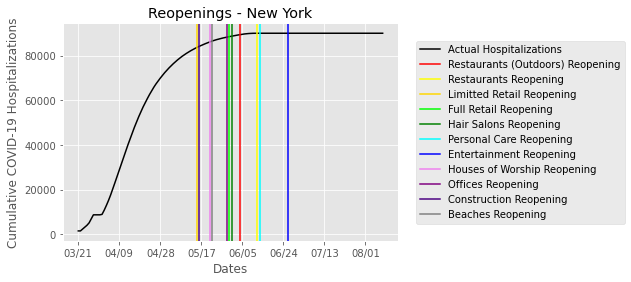 Reopenings - New York
Cumulative COVID-19 Hospitalizations
80000
60000
40000
20000
0
03/21 04/09 04/28 05/17 06/05 06/24 07/13 08/01
Dates
Actual Hospitalizations
Restaurants (Outdoors) Reopening
Restaurants Reopening
Limitted Retail Reopening
Full Retail Reopening
Hair Salons Reopening
Personal Care Reopening
Entertainment Reopening
Houses of Worship Reopening
Offices Reopening
Construction Reopening
Beaches Reopening